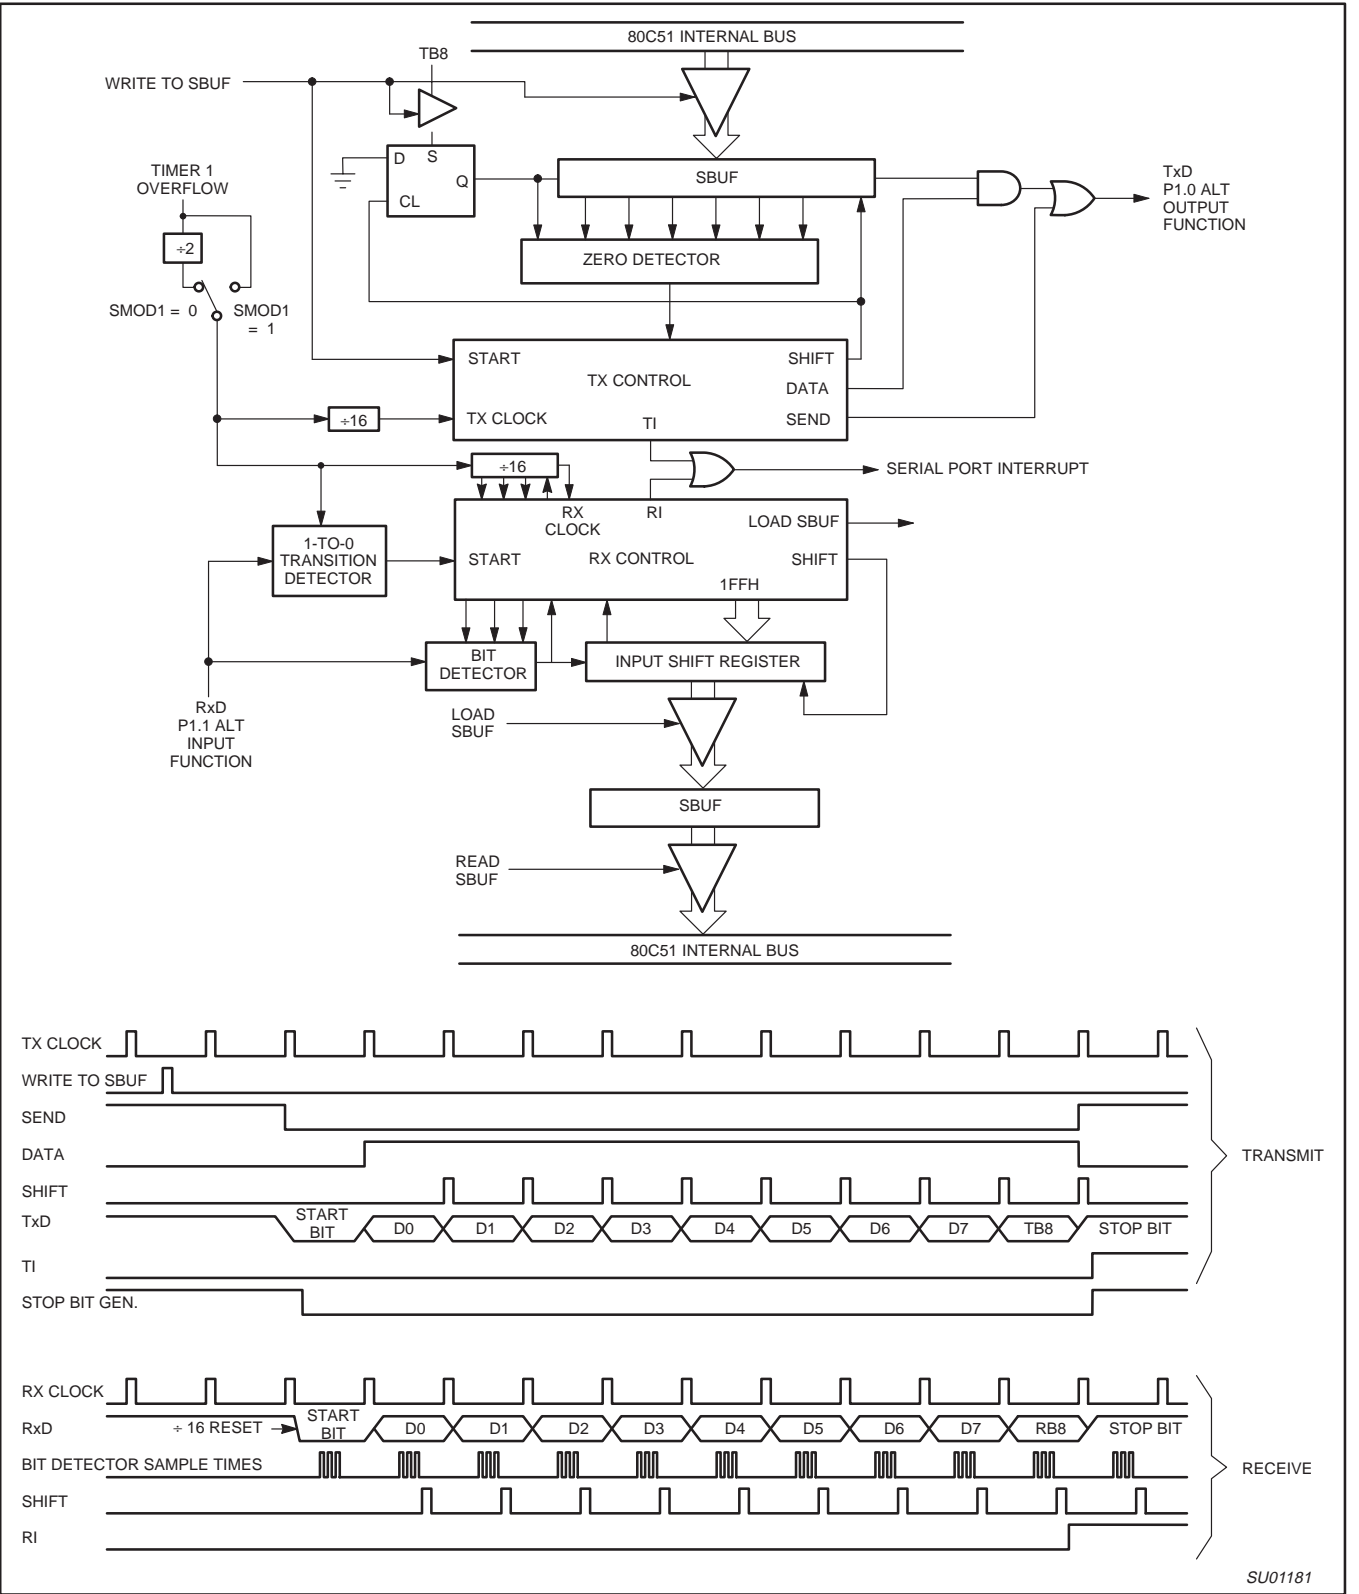 80C51 INTERNAL BUS
TB8
WRITE TO SBUF
D S
Q
CL
TIMER 1
OVERFLOW
÷2
SMOD1 = 0
SMOD1
= 1
SBUF
TxD
P1.0 ALT
OUTPUT
FUNCTION
ZERO DETECTOR
START
SHIFT
TX CONTROL
DATA
÷16
TX CLOCK
TI
SEND
÷16
SERIAL PORT INTERRUPT
RX
CLOCK
RI
LOAD SBUF
1-TO-0
TRANSITION
DETECTOR
START
RX CONTROL
SHIFT
1FFH
BIT
DETECTOR
INPUT SHIFT REGISTER
RxD
P1.1 ALT
INPUT
FUNCTION
LOAD
SBUF
SBUF
READ
SBUF
80C51 INTERNAL BUS
TX CLOCK
WRITE TO SBUF
SEND
DATA
TRANSMIT
SHIFT
TxD
START
BIT
D0 D1 D2 D3 D4 D5 D6 D7 TB8 STOP BIT
TI
STOP BIT GEN.
RX CLOCK
RxD
÷ 16 RESET
START
BIT
D0 D1 D2 D3 D4 D5 D6 D7 RB8 STOP BIT
BIT DETECTOR SAMPLE TIMES
RECEIVE
SHIFT
RI
SU01181